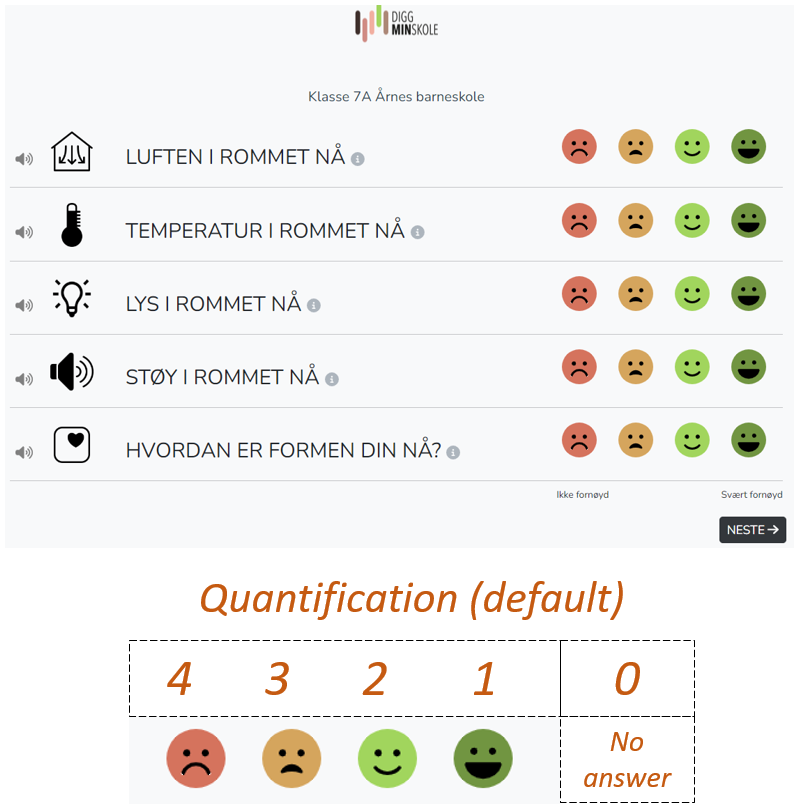 DIGG
MINSKOLE
Klasse 7A Årnes barneskole
LUFTEN I ROMMET NÅ
TEMPERATUR I ROMMET NÅ
LYS I ROMMET NÅ
STØY I ROMMET NÅ
HVORDAN ER FORMEN DIN NÅ?
Ikke fornøyd Svært fornøyd
NESTE
Quantification (default)
4 3 2 1 0
No
answer